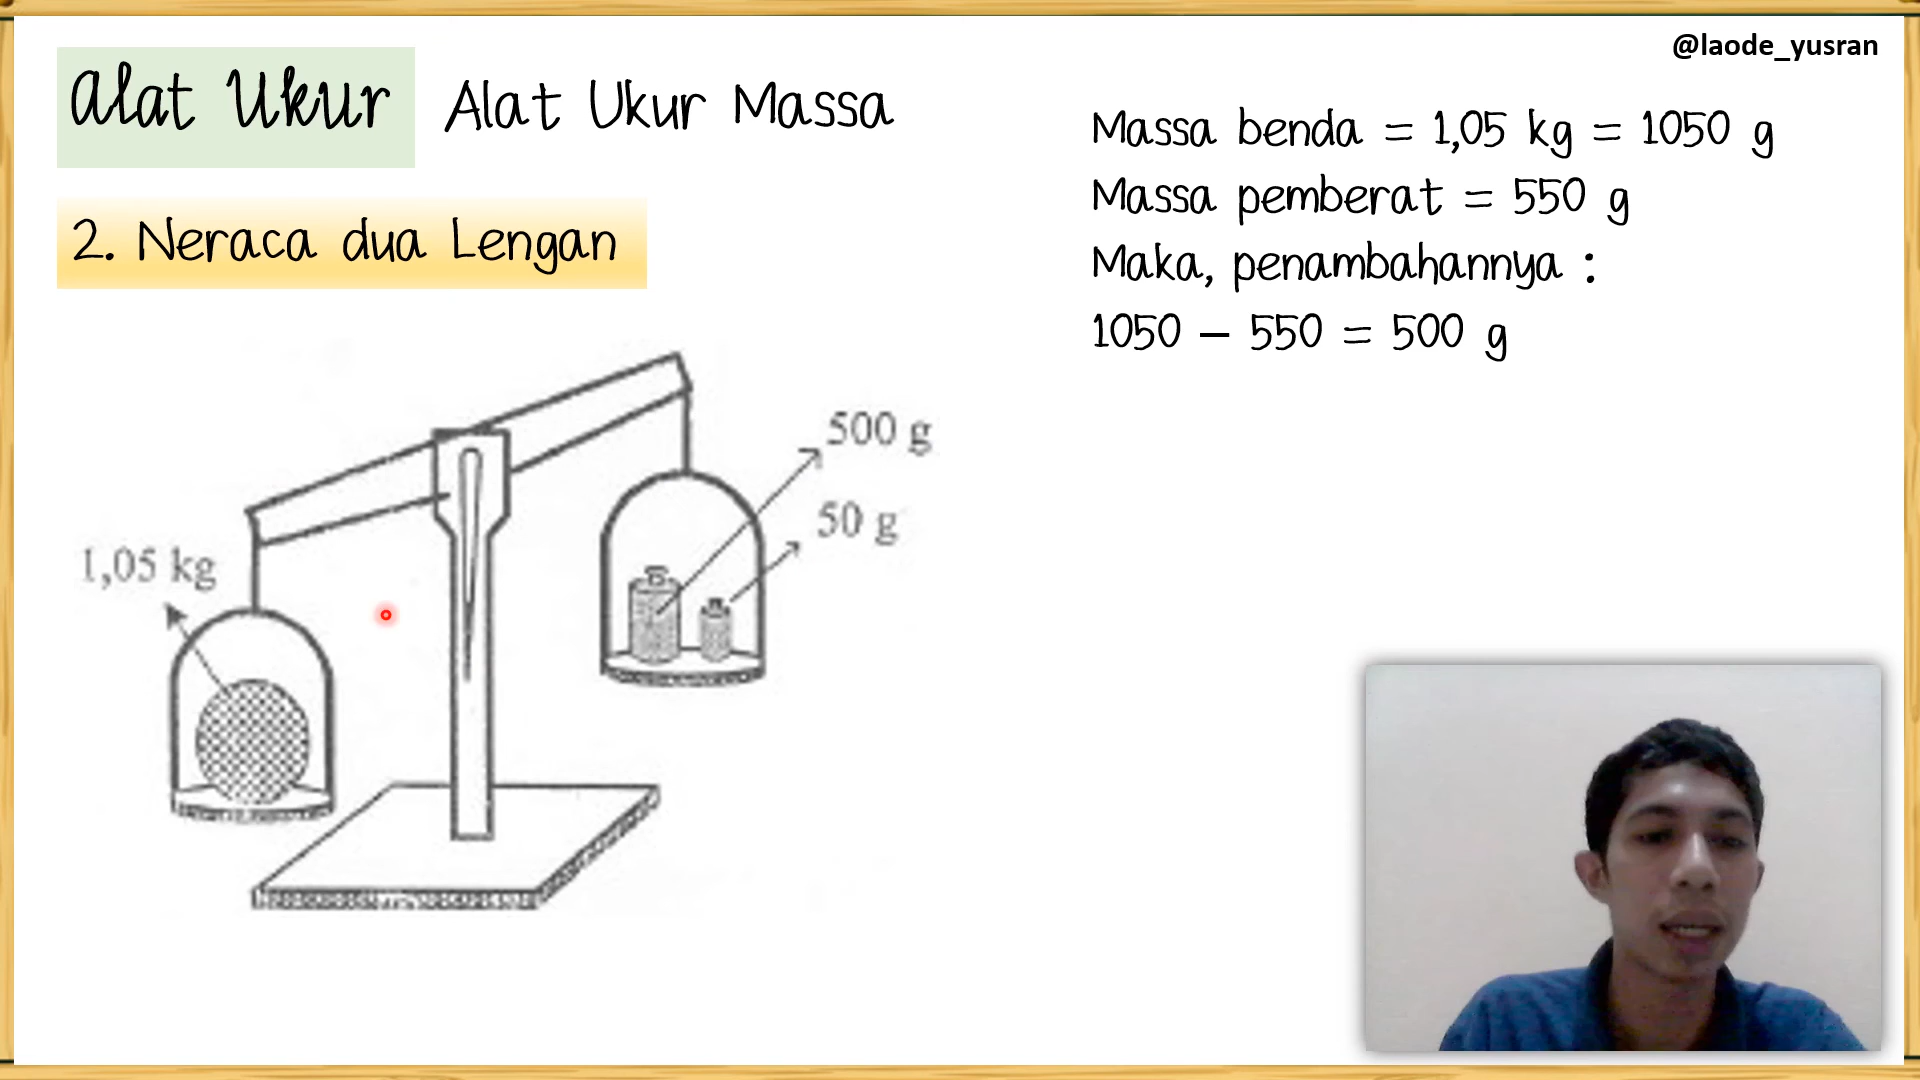 @laode_yusran
Alat Ukur
Alat Ukur Massa
2. Neraca dua Lengan
1,05 kg
500 g
50 g
Massa benda = 1,05 kg = 1050 g
Massa pemberat = 550 g
Maka, penambahannya :
1050 – 550 = 500 g